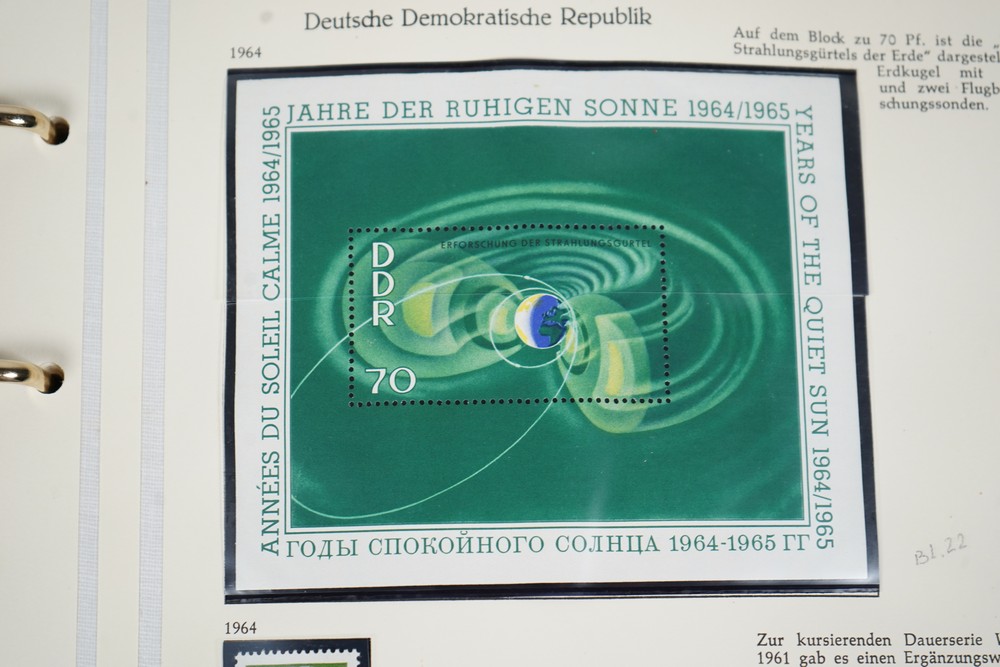 Deutsche Demokratische Republik
1964
Auf dem Block zu 70 Pf. ist die „
Strahlungsgürtels der Erde“ dargestel
Erdkugel mit
und zwei Flugb
schungssonden.
JAHRE DER RUHIGEN SONNE 1964/1965
YEARS OF THE QUIET SUN 1964/1965
ANNÉES DU SOLEIL CALME 1964/1965
ГОДЫ СПОКОЙНОГО СОЛНЦА 1964-1965 ГГ
ERFORSCHUNG DER STRAHLUNGSGÜRTEL
DDR
70
Bl. 22
1964
Zur kursierenden Dauerserie W
1961 gab es einen Ergänzungsw